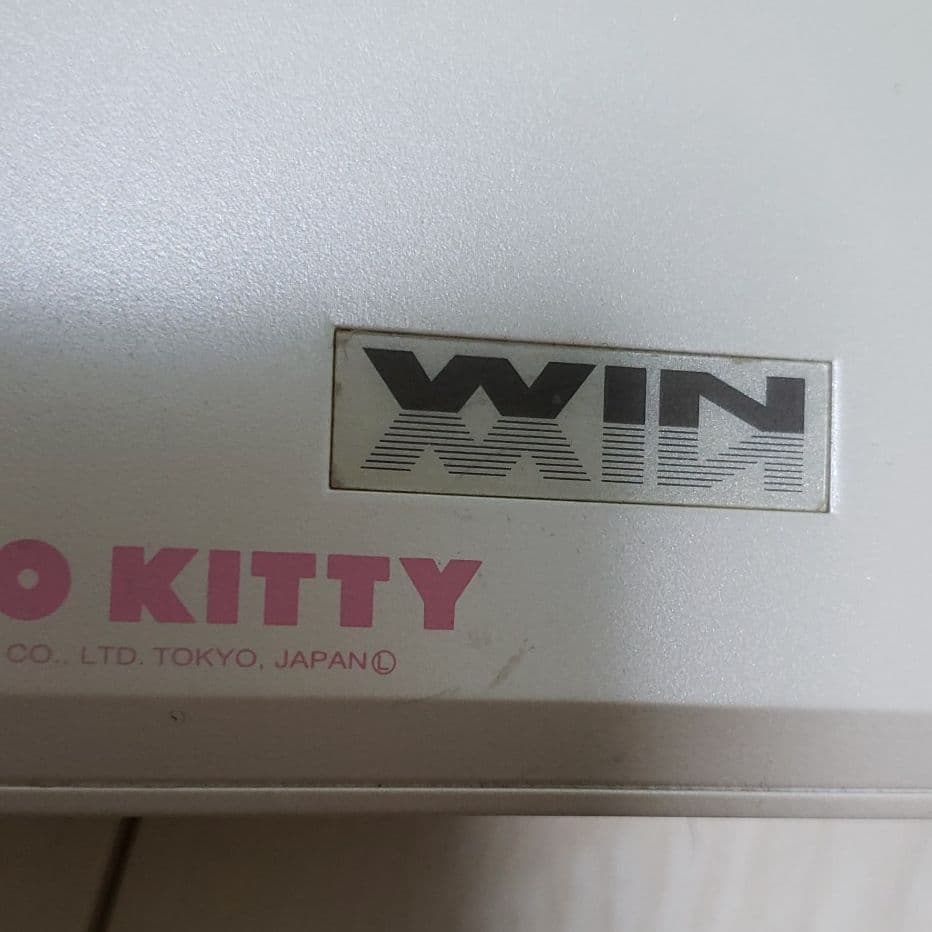 WIN
O KITTY
CO., LTD. TOKYO, JAPAN Ⓛ